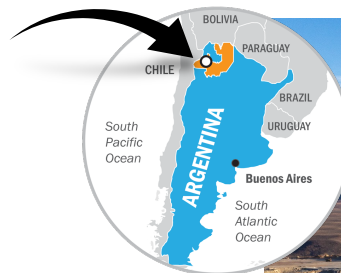 BOLIVIA
PARAGUAY
CHILE
BRAZIL
URUGUAY
ARGENTINA
South
Pacific
Ocean
Buenos Aires
South
Atlantic
Ocean